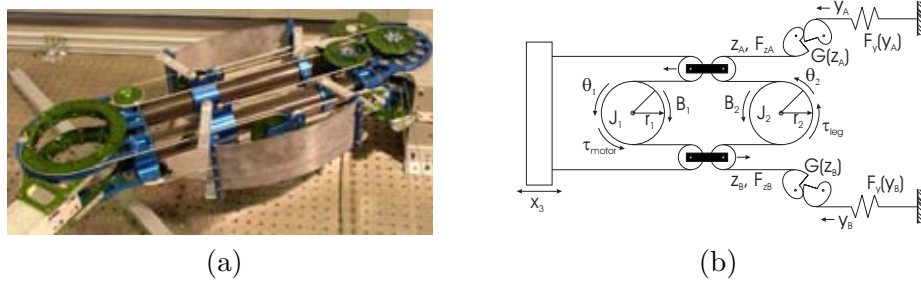 y_A
z_A, F_zA
F_y(y_A)
G(z_A)
θ_1
θ_2
B_1
B_2
J_1
r_1
J_2
r_2
τ_motor
τ_leg
G(z_B)
F_y(y_B)
z_B, F_zB
x_3
y_B
(a)
(b)